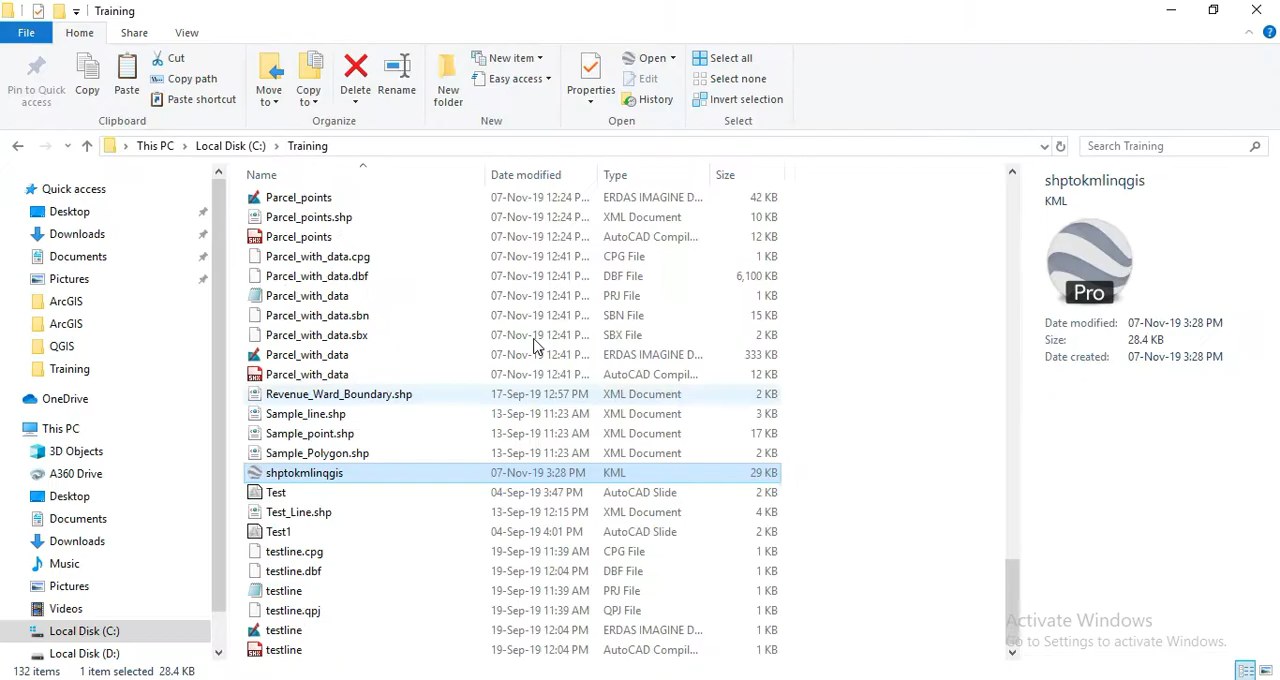 Training
File Home Share View
Pin to Quick access
Copy
Paste
Cut
Copy path
Paste shortcut
Clipboard
Move to
Copy to
Delete
Rename
Organize
New folder
New item
Easy access
New
Properties
Open
Edit
History
Open
Select all
Select none
Invert selection
Select
This PC Local Disk (C:) Training
Search Training
Quick access
Desktop
Downloads
Documents
Pictures
ArcGIS
ArcGIS
QGIS
Training
OneDrive
This PC
3D Objects
A360 Drive
Desktop
Documents
Downloads
Music
Pictures
Videos
Local Disk (C:)
Local Disk (D:)
Name Date modified Type Size
Parcel_points 07-Nov-19 12:24 P... ERDAS IMAGINE D... 42 KB
Parcel_points.shp 07-Nov-19 12:24 P... XML Document 10 KB
Parcel_points 07-Nov-19 12:24 P... AutoCAD Compil... 12 KB
Parcel_with_data.cpg 07-Nov-19 12:41 P... CPG File 1 KB
Parcel_with_data.dbf 07-Nov-19 12:41 P... DBF File 6,100 KB
Parcel_with_data 07-Nov-19 12:41 P... PRJ File 1 KB
Parcel_with_data.sbn 07-Nov-19 12:41 P... SBN File 15 KB
Parcel_with_data.sbx 07-Nov-19 12:41 P... SBX File 2 KB
Parcel_with_data 07-Nov-19 12:41 P... ERDAS IMAGINE D... 333 KB
Parcel_with_data 07-Nov-19 12:41 P... AutoCAD Compil... 12 KB
Revenue_Ward_Boundary.shp 17-Sep-19 12:57 PM XML Document 2 KB
Sample_line.shp 13-Sep-19 11:23 AM XML Document 3 KB
Sample_point.shp 13-Sep-19 11:23 AM XML Document 17 KB
Sample_Polygon.shp 13-Sep-19 11:23 AM XML Document 2 KB
shptokmlinqgis 07-Nov-19 3:28 PM KML 29 KB
Test 04-Sep-19 3:47 PM AutoCAD Slide 2 KB
Test_Line.shp 13-Sep-19 12:15 PM XML Document 4 KB
Test1 04-Sep-19 4:01 PM AutoCAD Slide 2 KB
testline.cpg 19-Sep-19 11:39 AM CPG File 1 KB
testline.dbf 19-Sep-19 12:04 PM DBF File 1 KB
testline 19-Sep-19 11:39 AM PRJ File 1 KB
testline.qpj 19-Sep-19 11:39 AM QPJ File 1 KB
testline 19-Sep-19 12:04 PM ERDAS IMAGINE D... 1 KB
testline 19-Sep-19 12:04 PM AutoCAD Compil... 1 KB
shptokmlinqgis
KML
Pro
Date modified: 07-Nov-19 3:28 PM
Size: 28.4 KB
Date created: 07-Nov-19 3:28 PM
Activate Windows
Go to Settings to activate Windows.
132 items 1 item selected 28.4 KB